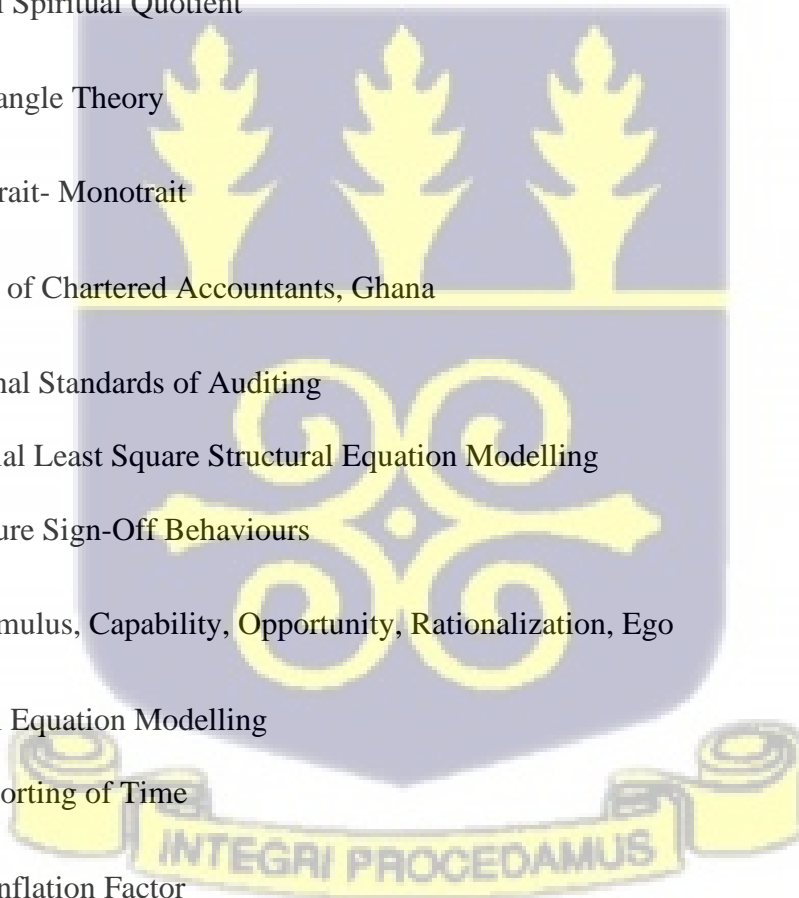 Spiritual Quotient
angle Theory
rait- Monotrait
of Chartered Accountants, Ghana
nal Standards of Auditing
ial Least Square Structural Equation Modelling
ure Sign-Off Behaviours
mulus, Capability, Opportunity, Rationalization, Ego
Equation Modelling
orting of Time
INTEGRI PROCEDAMUS
nflation Factor